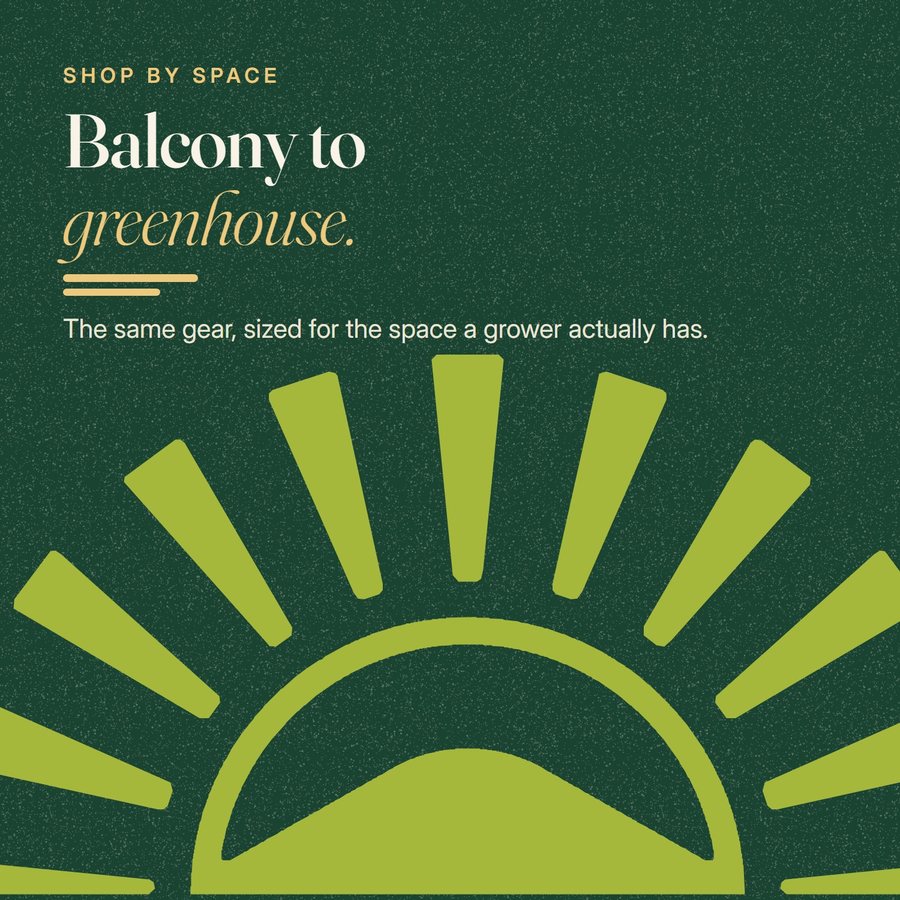 SHOP BY SPACE
Balcony to
greenhouse.
The same gear, sized for the space a grower actually has.